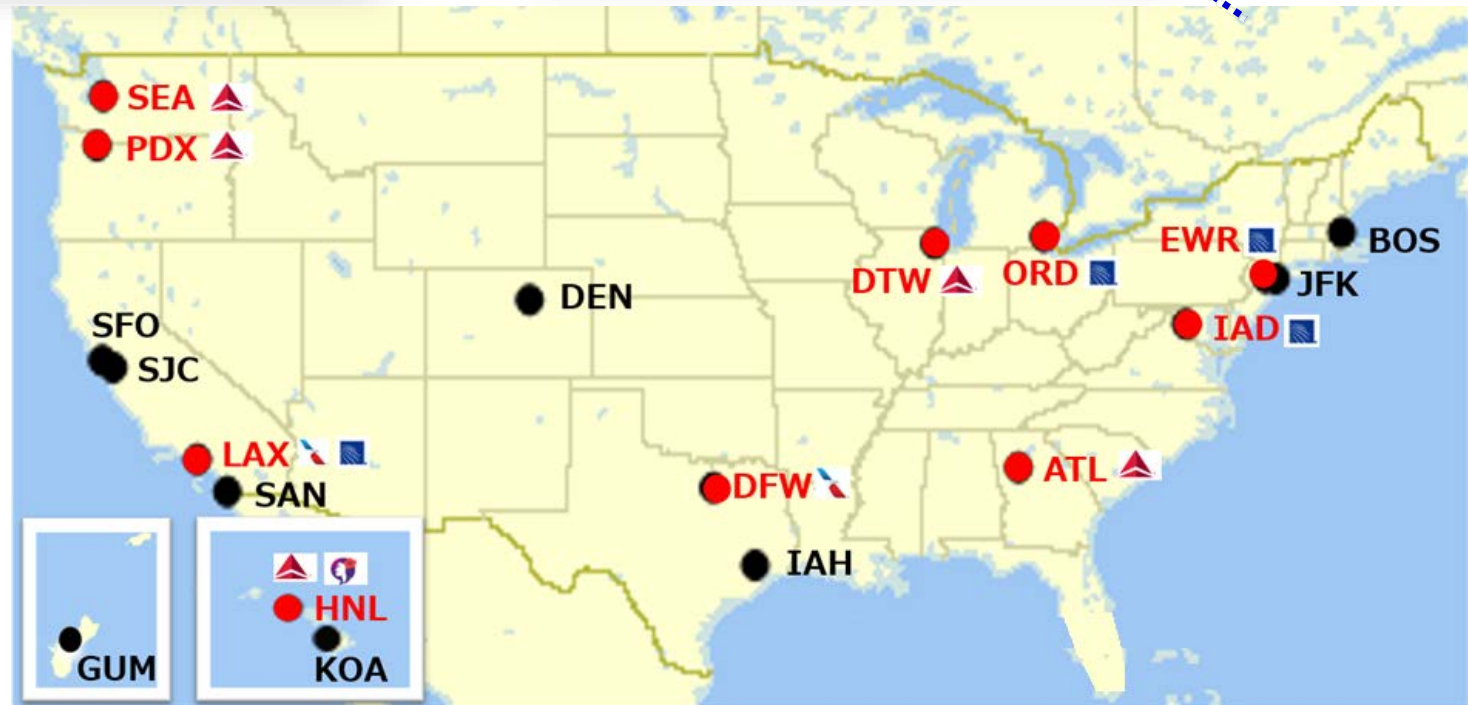 SEA
PDX
EWR
BOS
DTW
ORD
JFK
DEN
IAD
SFO
SJC
LAX
SAN
DFW
ATL
IAH
HNL
GUM
KOA